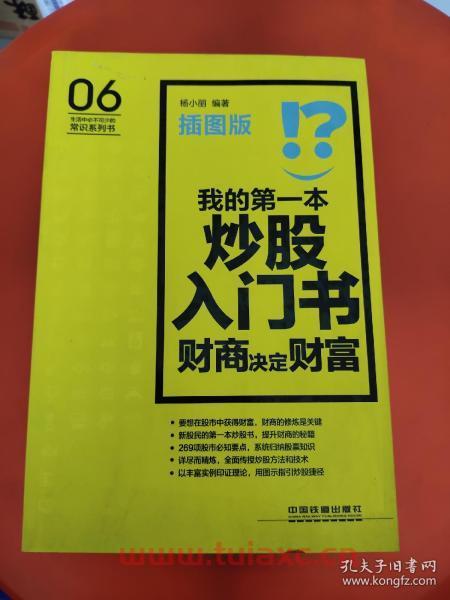 06
生活中必不可少的
常识系列书
杨小丽 编著
插图版
!?
我的第一本
炒股
入门书
财商决定财富
• 要想在股市中获得财富，财商的修炼是关键
• 新股民的第一本炒股书，提升财商的秘籍
• 269项股市必知要点，系统归纳股票知识
• 详尽而精炼，全面传授炒股方法和技术
• 以丰富实例印证理论，用图示指引炒股捷径
中国铁道出版社
CHINA RAILWAY PUBLISHING HOUSE
www.tuiaxc.cn
孔夫子旧书网
www.kongfz.com